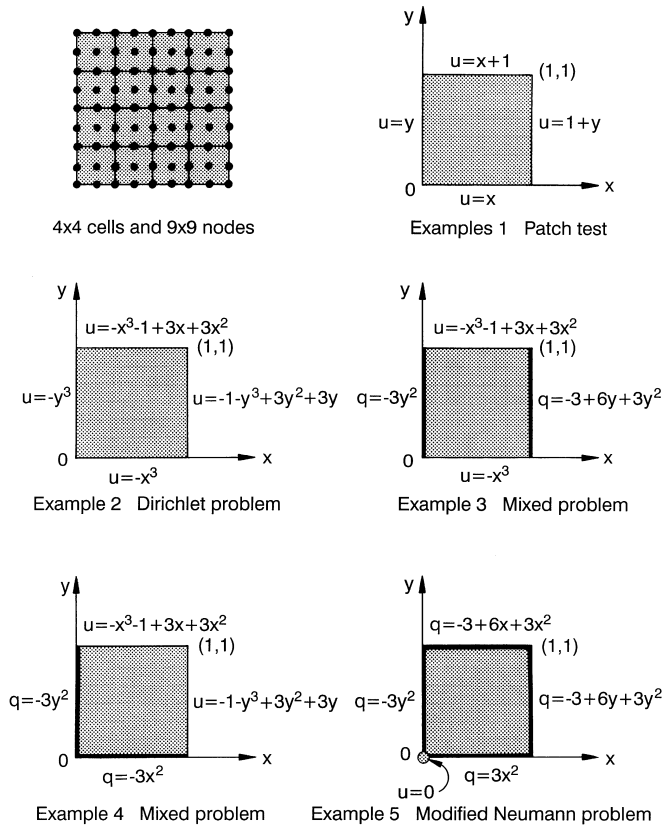 y
u=x+1
(1,1)
u=y
u=1+y
0
x
u=x
4x4 cells and 9x9 nodes
Examples 1 Patch test
y
u=-x³-1+3x+3x²
(1,1)
u=-y³
u=-1-y³+3y²+3y
0
x
u=-x³
Example 2 Dirichlet problem
y
u=-x³-1+3x+3x²
(1,1)
q=-3y²
q=-3+6y+3y²
0
x
u=-x³
Example 3 Mixed problem
y
u=-x³-1+3x+3x²
(1,1)
q=-3y²
u=-1-y³+3y²+3y
0
x
q=-3x²
Example 4 Mixed problem
y
q=-3+6x+3x²
(1,1)
q=-3y²
q=-3+6y+3y²
0
x
u=0
q=3x²
Example 5 Modified Neumann problem